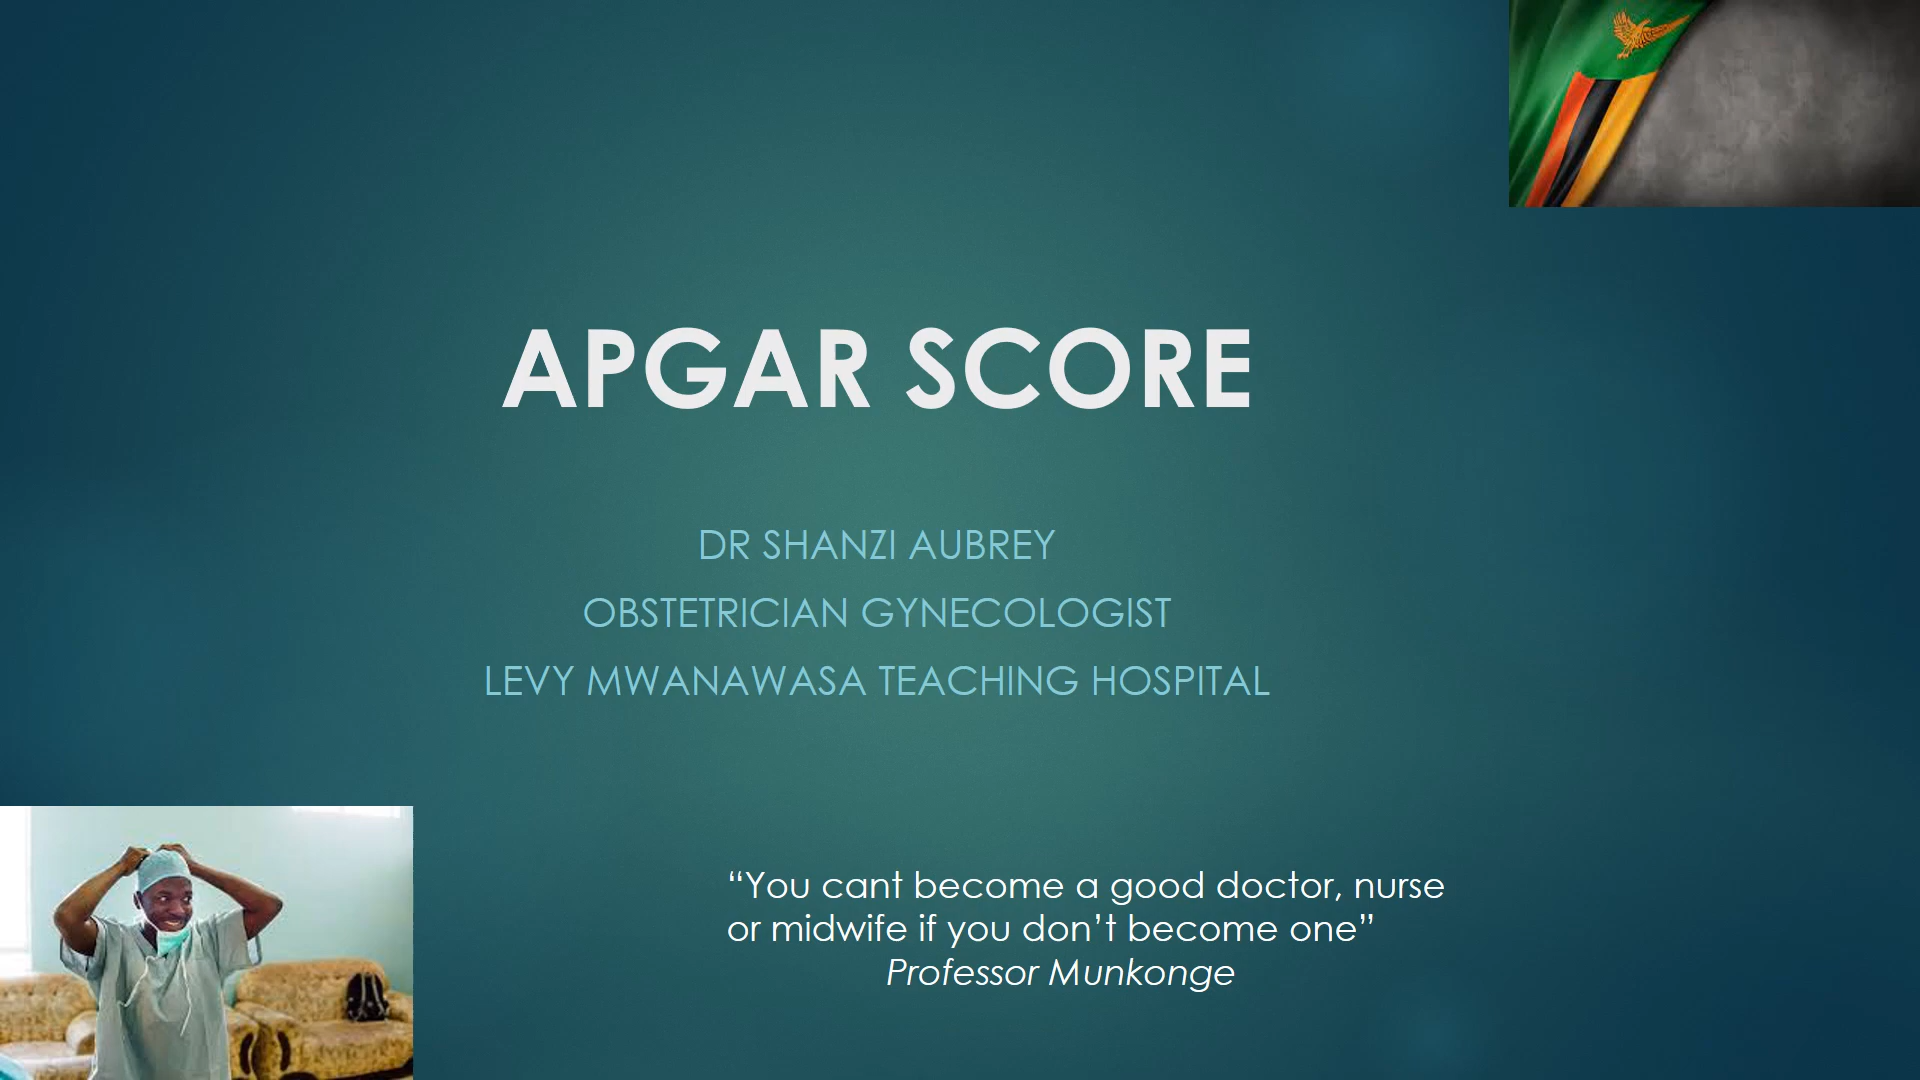 APGAR SCORE
DR SHANZI AUBREY
OBSTETRICIAN GYNECOLOGIST
LEVY MWANAWASA TEACHING HOSPITAL
“You cant become a good doctor, nurse
or midwife if you don’t become one”
Professor Munkonge